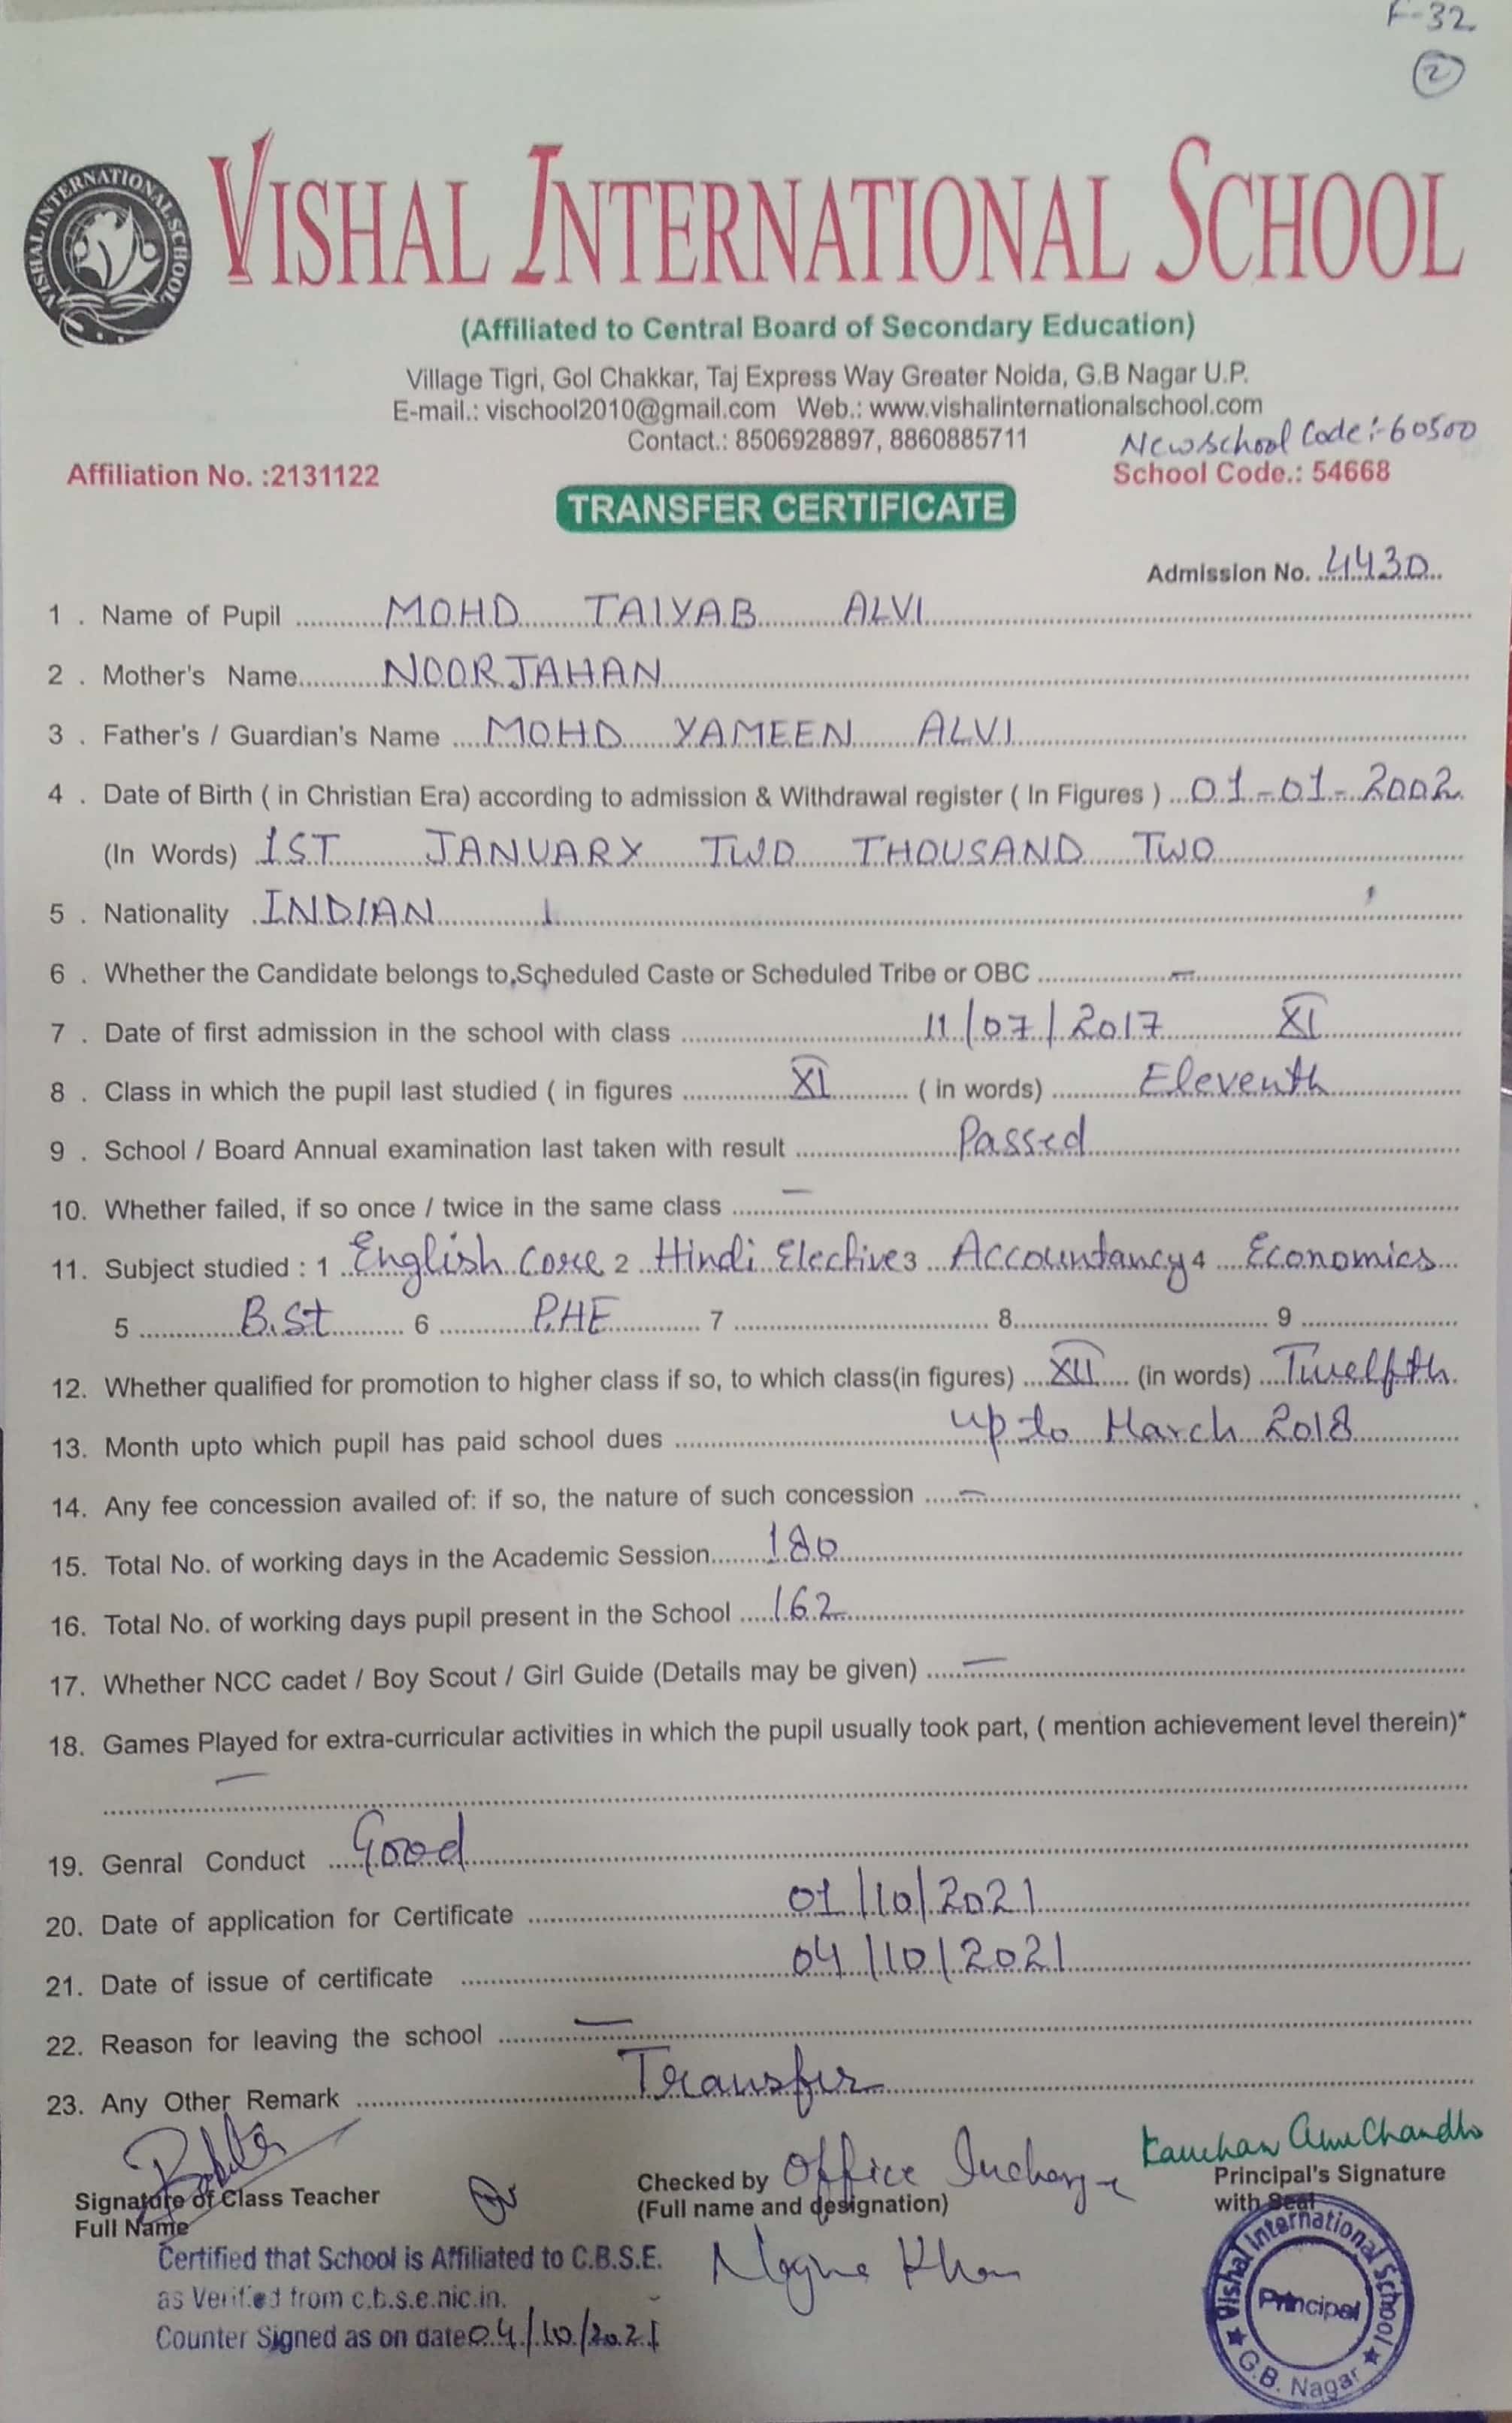 F-32
2
VISHAL INTERNATIONAL SCHOOL
VISHAL INTERNATIONAL SCHOOL
(Affiliated to Central Board of Secondary Education)
Village Tigri, Gol Chakkar, Taj Express Way Greater Noida, G.B Nagar U.P.
E-mail.: vischool2010@gmail.com Web.: www.vishalinternationalschool.com
Contact.: 8506928897, 8860885711
New School Code:-60500
Affiliation No. :2131122 School Code.: 54668
TRANSFER CERTIFICATE
Admission No. 4430
1 . Name of Pupil MOHD TAIYAB ALVI
2 . Mother's Name NOORJAHAN
3 . Father's / Guardian's Name MOHD YAMEEN ALVI
4 . Date of Birth ( in Christian Era) according to admission & Withdrawal register ( In Figures ) 01-01-2002
(In Words) 1ST JANUARY TWO THOUSAND TWO
5 . Nationality INDIAN
6 . Whether the Candidate belongs to,Scheduled Caste or Scheduled Tribe or OBC —
7 . Date of first admission in the school with class 11/07/2017 XI
8 . Class in which the pupil last studied ( in figures XI ( in words) Eleventh
9 . School / Board Annual examination last taken with result Passed
10. Whether failed, if so once / twice in the same class —
11. Subject studied : 1 English Core 2 Hindi Elective 3 Accountancy 4 Economics
5 B.St 6 P.HE 7 8 9
12. Whether qualified for promotion to higher class if so, to which class(in figures) XII (in words) Twelfth
13. Month upto which pupil has paid school dues up to March 2018
14. Any fee concession availed of: if so, the nature of such concession —
15. Total No. of working days in the Academic Session 180
16. Total No. of working days pupil present in the School 162
17. Whether NCC cadet / Boy Scout / Girl Guide (Details may be given) —
18. Games Played for extra-curricular activities in which the pupil usually took part, ( mention achievement level therein)*
—
19. Genral Conduct Good
20. Date of application for Certificate 01/10/2021
21. Date of issue of certificate 04/10/2021
22. Reason for leaving the school —
23. Any Other Remark Transfer
Signature of Class Teacher
Full Name
Checked by Office Incharge
(Full name and designation)
Khan
Principal's Signature
with Seal
Certified that School is Affiliated to C.B.S.E.
as Verified from c.b.s.e.nic.in.
Counter Signed as on date 04/10/2021
Vishal International School
Principal
G.B. Nagar